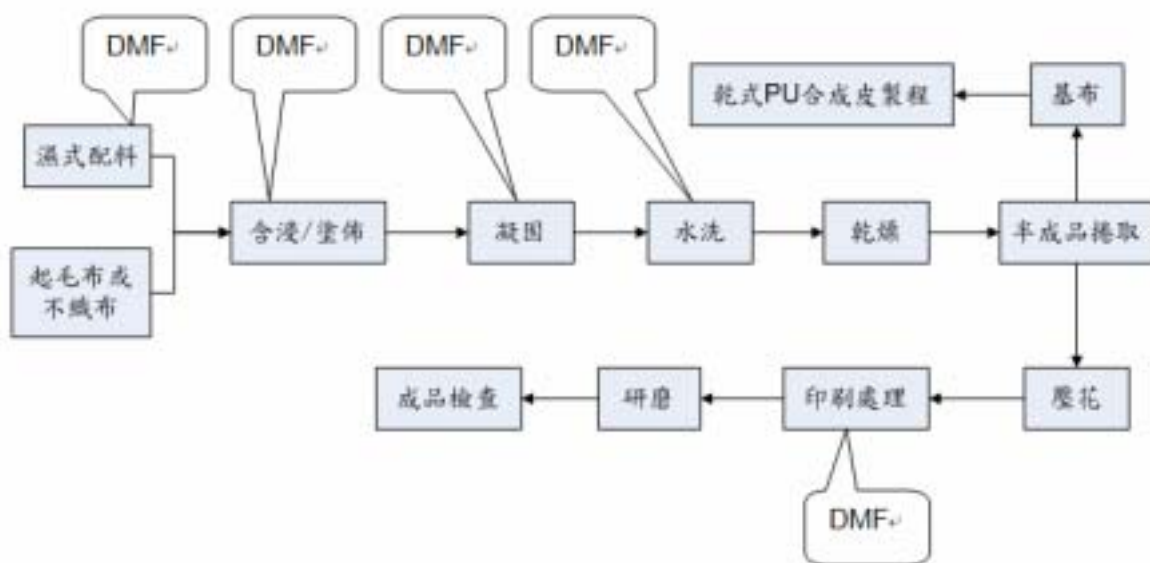 DMF↵
DMF↵
DMF↵
DMF↵
乾式PU合成皮製程
基布
濕式配料
含浸/塗佈
凝固
水洗
乾燥
半成品捲取
起毛布或
不織布
成品檢查
研磨
印刷處理
壓花
DMF↵